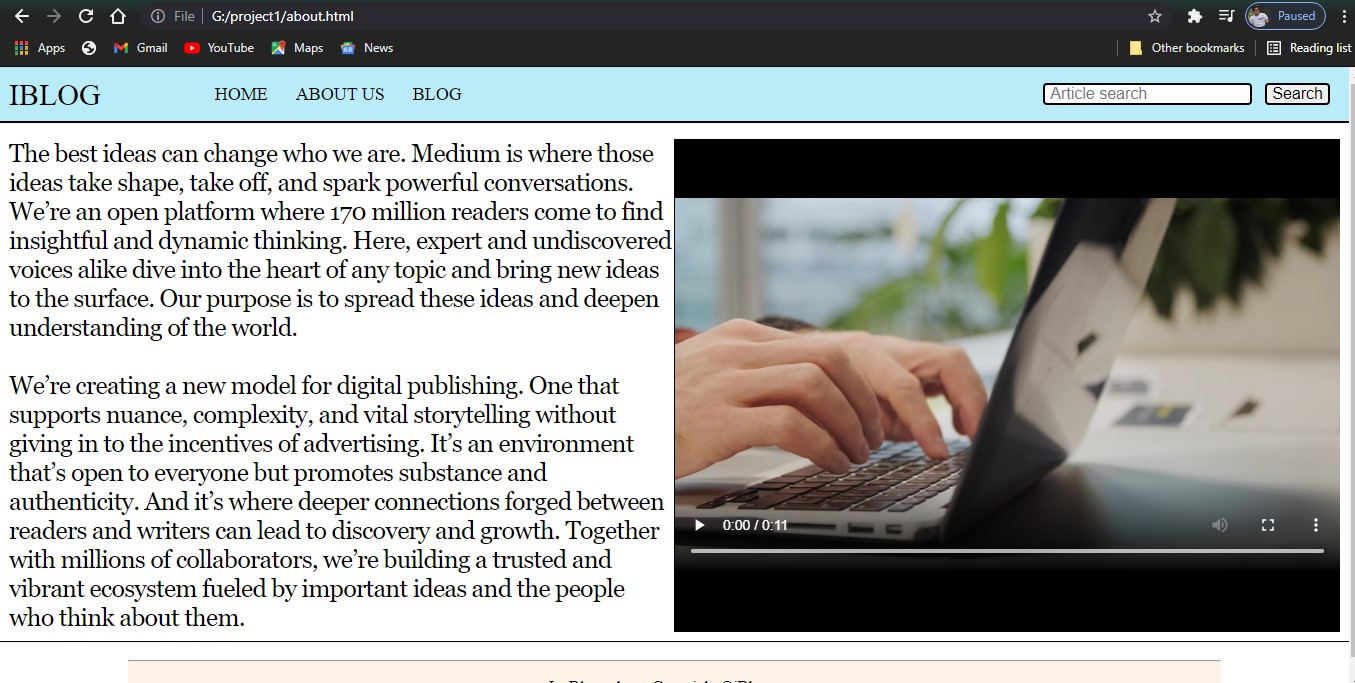 File G:/project1/about.html Paused
Apps Gmail YouTube Maps News Other bookmarks Reading list
IBLOG HOME ABOUT US BLOG Article search Search
The best ideas can change who we are. Medium is where those
ideas take shape, take off, and spark powerful conversations.
We’re an open platform where 170 million readers come to find
insightful and dynamic thinking. Here, expert and undiscovered
voices alike dive into the heart of any topic and bring new ideas
to the surface. Our purpose is to spread these ideas and deepen
understanding of the world.
We’re creating a new model for digital publishing. One that
supports nuance, complexity, and vital storytelling without
giving in to the incentives of advertising. It’s an environment
that’s open to everyone but promotes substance and
authenticity. And it’s where deeper connections forged between
readers and writers can lead to discovery and growth. Together
with millions of collaborators, we’re building a trusted and
vibrant ecosystem fueled by important ideas and the people
who think about them.
0:00 / 0:11